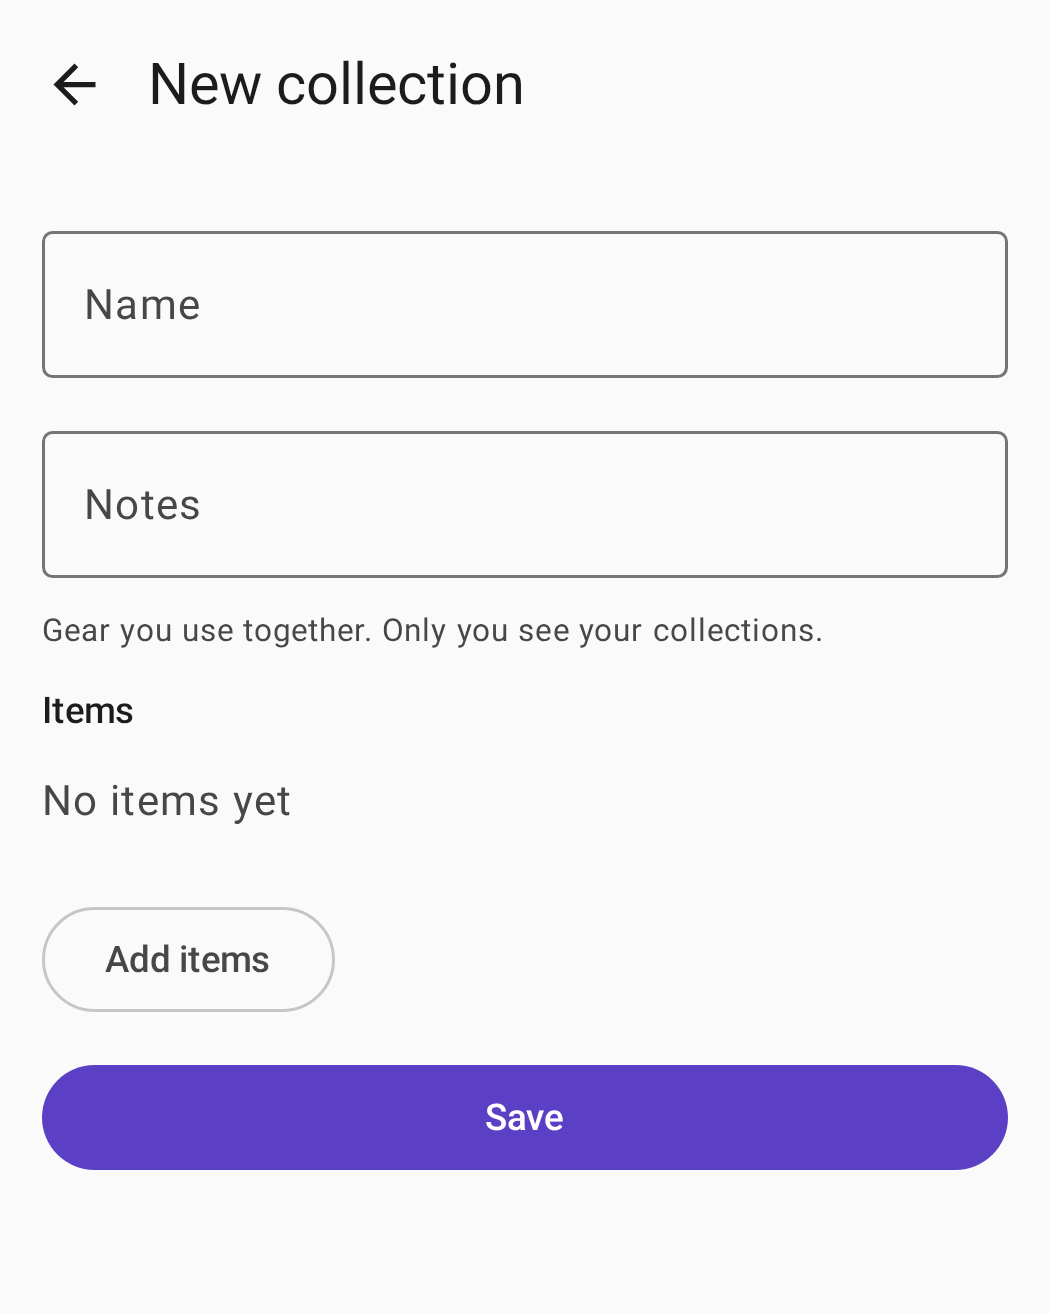 New collection
Name
Notes
Gear you use together. Only you see your collections.
Items
No items yet
Add items
Save